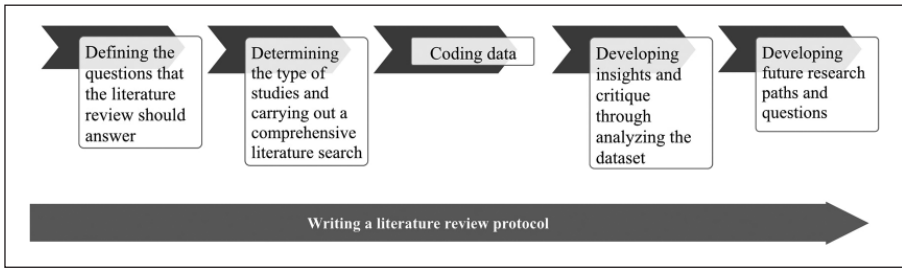 Defining the
questions that
the literature
review should
answer
Determining
the type of
studies and
carrying out a
comprehensive
literature search
Coding data
Developing
insights and
critique
through
analyzing the
dataset
Developing
future research
paths and
questions
Writing a literature review protocol